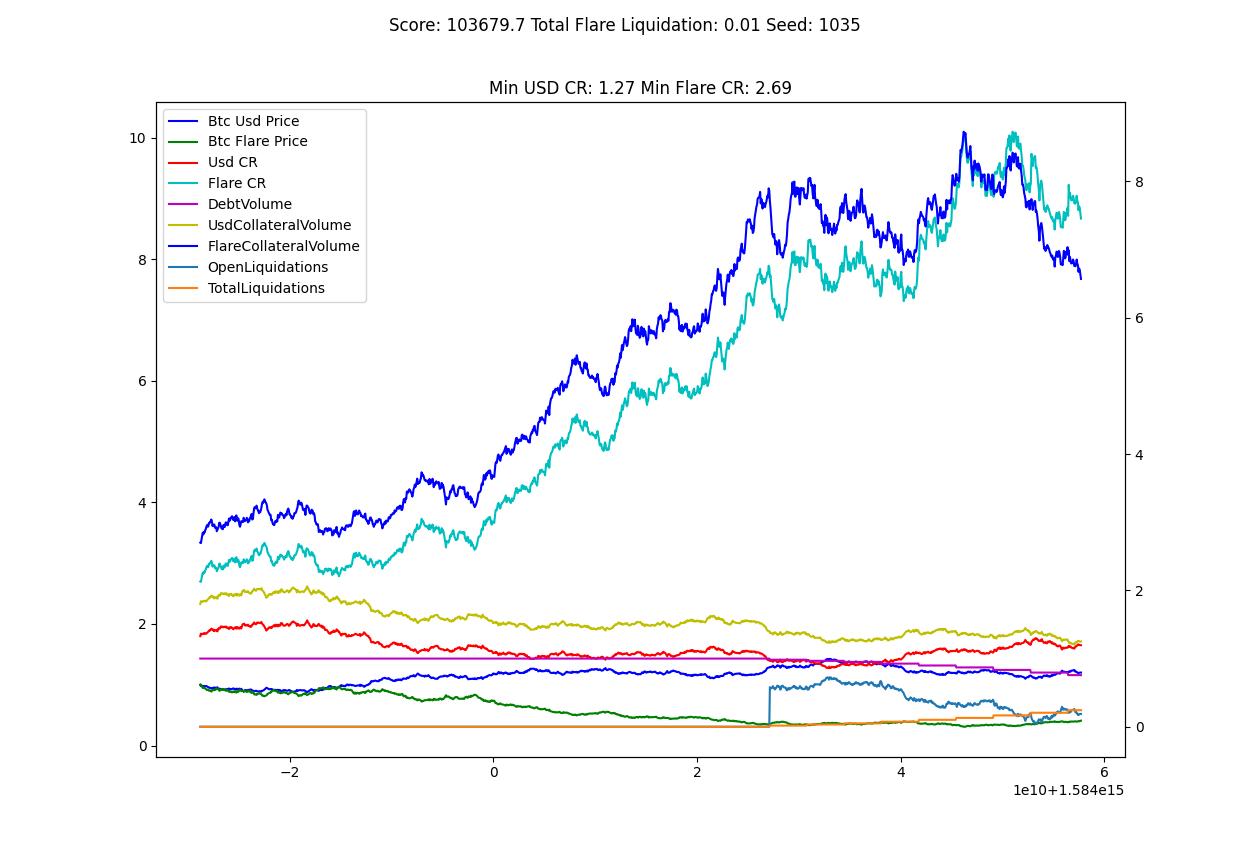 Score: 103679.7 Total Flare Liquidation: 0.01 Seed: 1035
Min USD CR: 1.27 Min Flare CR: 2.69
Btc Usd Price
Btc Flare Price
Usd CR
Flare CR
DebtVolume
UsdCollateralVolume
FlareCollateralVolume
OpenLiquidations
TotalLiquidations
10
8
6
4
2
0
8
6
4
2
0
−2
0
2
4
6
1e10+1.584e15